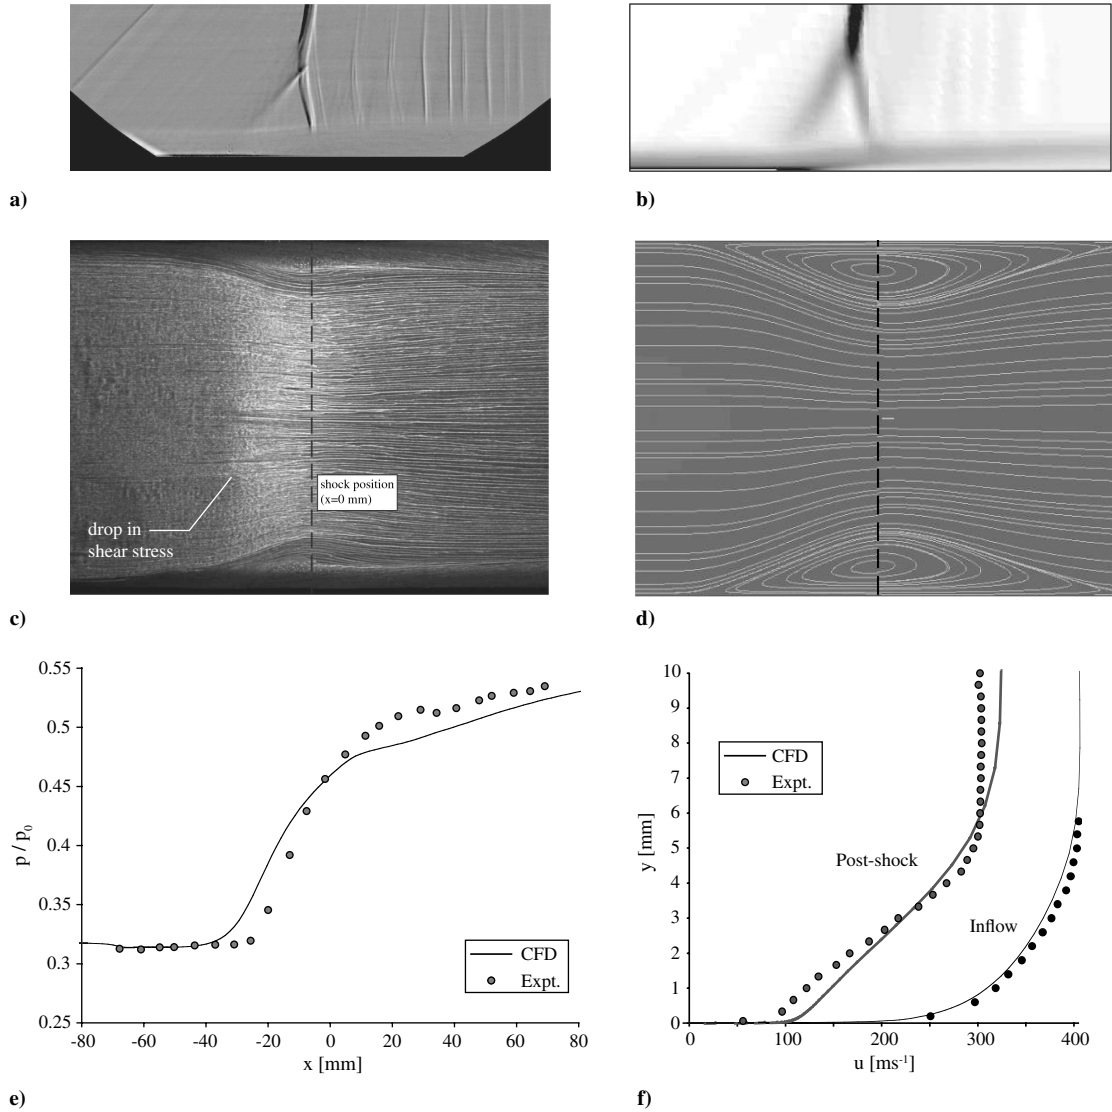 a)
b)
shock position
(x=0 mm)
drop in
shear stress
c)
d)
0.55
0.5
0.45
0.4
0.35
0.3
0.25
p / p₀
-80
-60
-40
-20
0
20
40
60
80
x [mm]
CFD
Expt.
e)
10
9
8
7
6
5
4
3
2
1
0
y [mm]
CFD
Expt.
Post-shock
Inflow
0
100
200
300
400
u [ms⁻¹]
f)